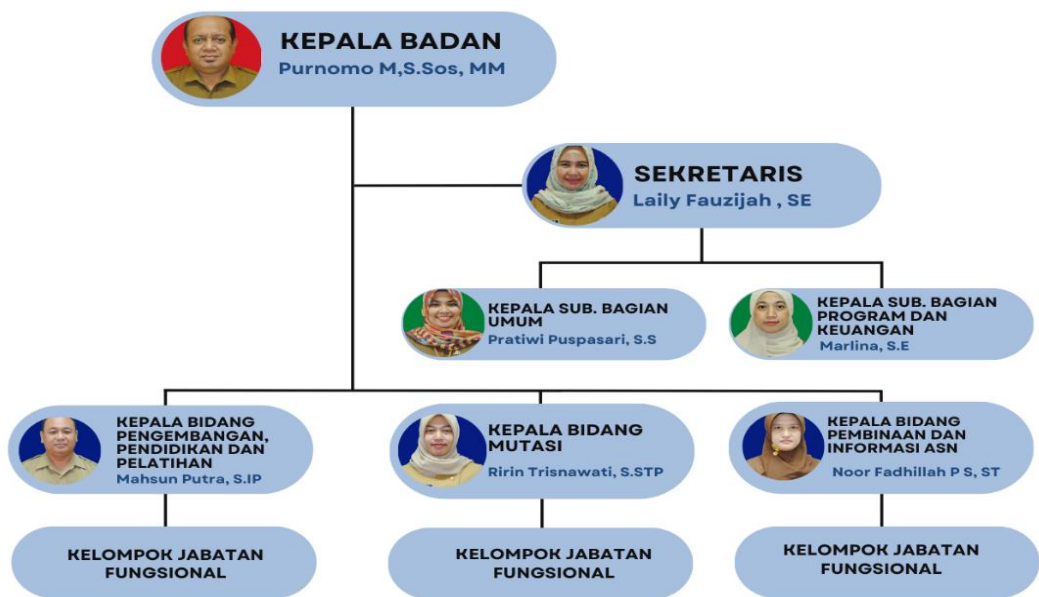 KEPALA BADAN
Purnomo M,S.Sos, MM
SEKRETARIS
Laily Fauzijah , SE
KEPALA SUB. BAGIAN
UMUM
Pratiwi Puspasari, S.S
KEPALA SUB. BAGIAN
PROGRAM DAN
KEUANGAN
Marlina, S.E
KEPALA BIDANG
PENGEMBANGAN,
PENDIDIKAN DAN
PELATIHAN
Mahsun Putra, S.IP
KEPALA BIDANG
MUTASI
Ririn Trisnawati, S.STP
KEPALA BIDANG
PEMBINAAN DAN
INFORMASI ASN
Noor Fadhillah P S, ST
KELOMPOK JABATAN
FUNGSIONAL
KELOMPOK JABATAN
FUNGSIONAL
KELOMPOK JABATAN
FUNGSIONAL